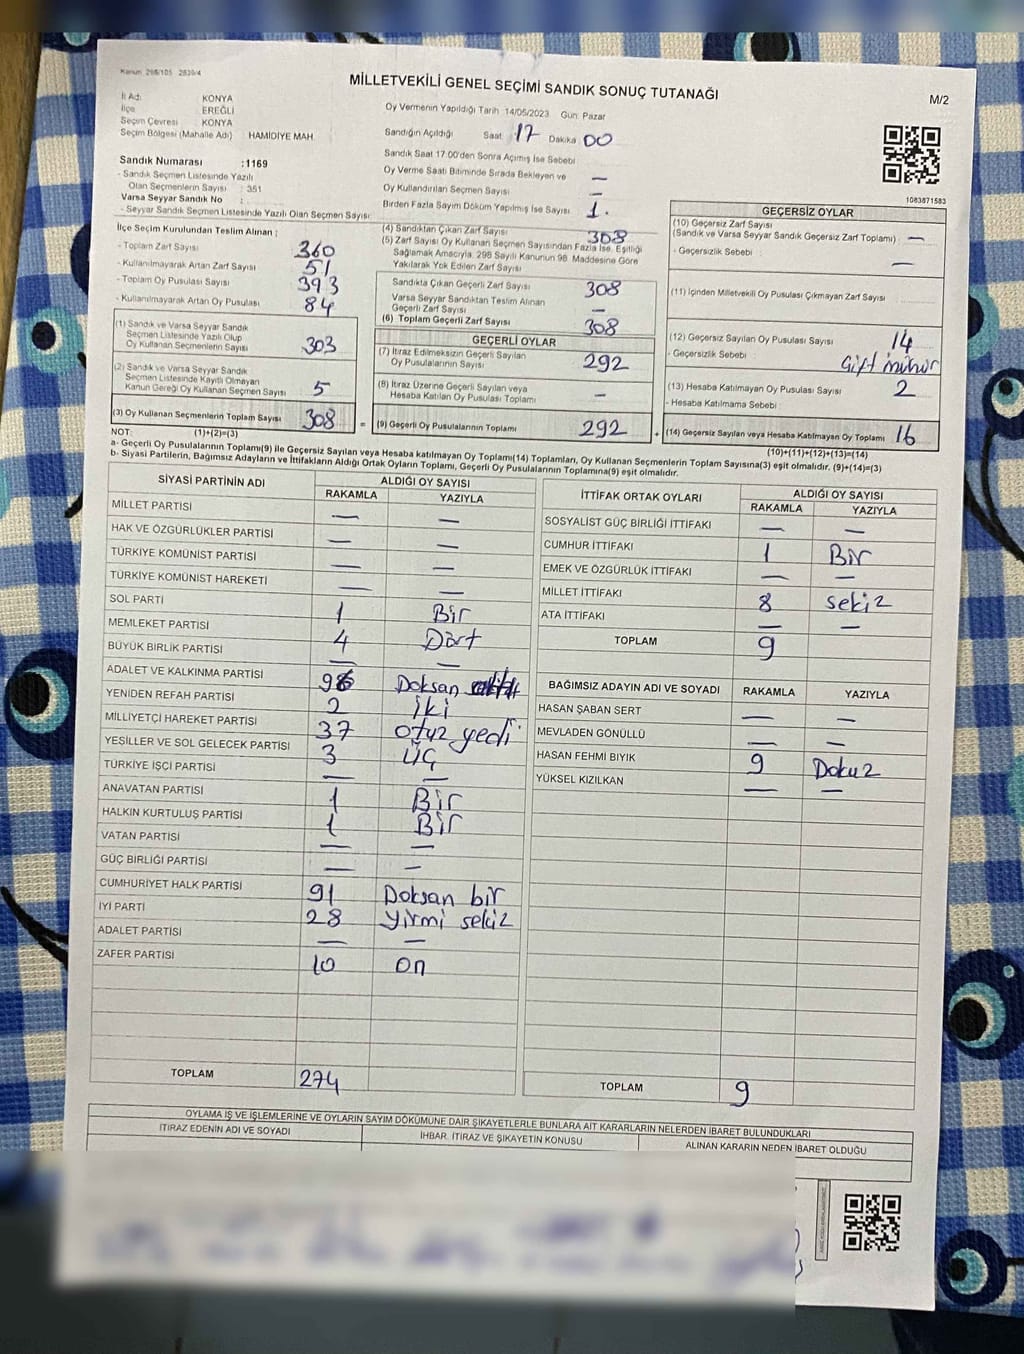 Kanun 298/105 2839/4
MİLLETVEKİLİ GENEL SEÇİMİ SANDIK SONUÇ TUTANAĞI
M/2
İl Adı: KONYA
İlçe EREĞLİ
Seçim Çevresi : KONYA
Seçim Bölgesi (Mahalle Adı) HAMİDİYE MAH
Oy Vermenin Yapıldığı Tarih 14/05/2023 Gün: Pazar
Sandığın Açıldığı Saat 17 Dakika 00
Sandık Saat 17:00'den Sonra Açılmış İse Sebebi
Oy Verme Saati Bitiminde Sırada Bekleyen ve —
Oy Kullandırılan Seçmen Sayısı —
Birden Fazla Sayım Döküm Yapılmış İse Sayısı 1.
Sandık Numarası :1169
- Sandık Seçmen Listesinde Yazılı
Olan Seçmenlerin Sayısı : 351
Varsa Seyyar Sandık No :
- Seyyar Sandık Seçmen Listesinde Yazılı Olan Seçmen Sayısı:
1083871583
İlçe Seçim Kurulundan Teslim Alınan ;
- Toplam Zarf Sayısı 360
- Kullanılmayarak Artan Zarf Sayısı 51
- Toplam Oy Pusulası Sayısı 393
- Kullanılmayarak Artan Oy Pusulası 84
(1) Sandık ve Varsa Seyyar Sandık
Seçmen Listesinde Yazılı Olup
Oy Kullanan Seçmenlerin Sayısı 303
(2) Sandık ve Varsa Seyyar Sandık
Seçmen Listesinde Kayıtlı Olmayan
Kanun Gereği Oy Kullanan Seçmen Sayısı 5
(3) Oy Kullanan Seçmenlerin Toplam Sayısı 308
(4) Sandıktan Çıkan Zarf Sayısı 308
(5) Zarf Sayısı Oy Kullanan Seçmen Sayısından Fazla İse, Eşitliği
Sağlamak Amacıyla, 298 Sayılı Kanunun 98. Maddesine Göre
Yakılarak Yok Edilen Zarf Sayısı
Sandıkta Çıkan Geçerli Zarf Sayısı 308
Varsa Seyyar Sandıktan Teslim Alınan
Geçerli Zarf Sayısı —
(6) Toplam Geçerli Zarf Sayısı 308
GEÇERLİ OYLAR
(7) İtiraz Edilmeksizin Geçerli Sayılan
Oy Pusulalarının Sayısı 292
(8) İtiraz Üzerine Geçerli Sayılan veya
Hesaba Katılan Oy Pusulası Toplamı —
= (9) Geçerli Oy Pusulalarının Toplamı 292
GEÇERSİZ OYLAR
(10) Geçersiz Zarf Sayısı
(Sandık ve Varsa Seyyar Sandık Geçersiz Zarf Toplamı) —
- Geçersizlik Sebebi —
(11) İçinden Milletvekili Oy Pusulası Çıkmayan Zarf Sayısı
(12) Geçersiz Sayılan Oy Pusulası Sayısı 14
- Geçersizlik Sebebi Çift mühür
(13) Hesaba Katılmayan Oy Pusulası Sayısı 2
- Hesaba Katılmama Sebebi
+ (14) Geçersiz Sayılan veya Hesaba Katılmayan Oy Toplamı 16
NOT: (1)+(2)=(3)
(10)+(11)+(12)+(13)=(14)
a- Geçerli Oy Pusulalarının Toplamı(9) ile Geçersiz Sayılan veya Hesaba katılmayan Oy Toplamı(14) Toplamları, Oy Kullanan Seçmenlerin Toplam Sayısına(3) eşit olmalıdır. (9)+(14)=(3)
b- Siyasi Partilerin, Bağımsız Adayların ve İttifakların Aldığı Ortak Oyların Toplamı, Geçerli Oy Pusulalarının Toplamına(9) eşit olmalıdır.
SİYASİ PARTİNİN ADI ALDIĞI OY SAYISI
RAKAMLA YAZIYLA
MİLLET PARTİSİ — —
HAK VE ÖZGÜRLÜKLER PARTİSİ — —
TÜRKİYE KOMÜNİST PARTİSİ — —
TÜRKİYE KOMÜNİST HAREKETİ — —
SOL PARTİ 1 Bir
MEMLEKET PARTİSİ 4 Dört
BÜYÜK BİRLİK PARTİSİ — —
ADALET VE KALKINMA PARTİSİ 96 Doksan
YENİDEN REFAH PARTİSİ 2 iki
MİLLİYETÇİ HAREKET PARTİSİ 37 otuz yedi
YEŞİLLER VE SOL GELECEK PARTİSİ 3 ÜÇ
TÜRKİYE İŞÇİ PARTİSİ — —
ANAVATAN PARTİSİ 1 Bir
HALKIN KURTULUŞ PARTİSİ 1 Bir
VATAN PARTİSİ — —
GÜÇ BİRLİĞİ PARTİSİ — —
CUMHURİYET HALK PARTİSİ 91 Doksan bir
İYİ PARTİ 28 yirmi sekiz
ADALET PARTİSİ — —
ZAFER PARTİSİ 10 on
TOPLAM 274
İTTİFAK ORTAK OYLARI ALDIĞI OY SAYISI
RAKAMLA YAZIYLA
SOSYALİST GÜÇ BİRLİĞİ İTTİFAKI — —
CUMHUR İTTİFAKI 1 Bir
EMEK VE ÖZGÜRLÜK İTTİFAKI — —
MİLLET İTTİFAKI 8 sekiz
ATA İTTİFAKI — —
TOPLAM 9
BAĞIMSIZ ADAYIN ADI VE SOYADI RAKAMLA YAZIYLA
HASAN ŞABAN SERT — —
MEVLADEN GÖNÜLLÜ — —
HASAN FEHMİ BIYIK 9 Dokuz
YÜKSEL KIZILKAN — —
TOPLAM 9
OYLAMA İŞ VE İŞLEMLERİNE VE OYLARIN SAYIM DÖKÜMÜNE DAİR ŞİKAYETLERLE BUNLARA AİT KARARLARIN NELERDEN İBARET BULUNDUKLARI
İTİRAZ EDENİN ADI VE SOYADI İHBAR, İTİRAZ VE ŞİKAYETİN KONUSU ALINAN KARARIN NEDEN İBARET OLDUĞU